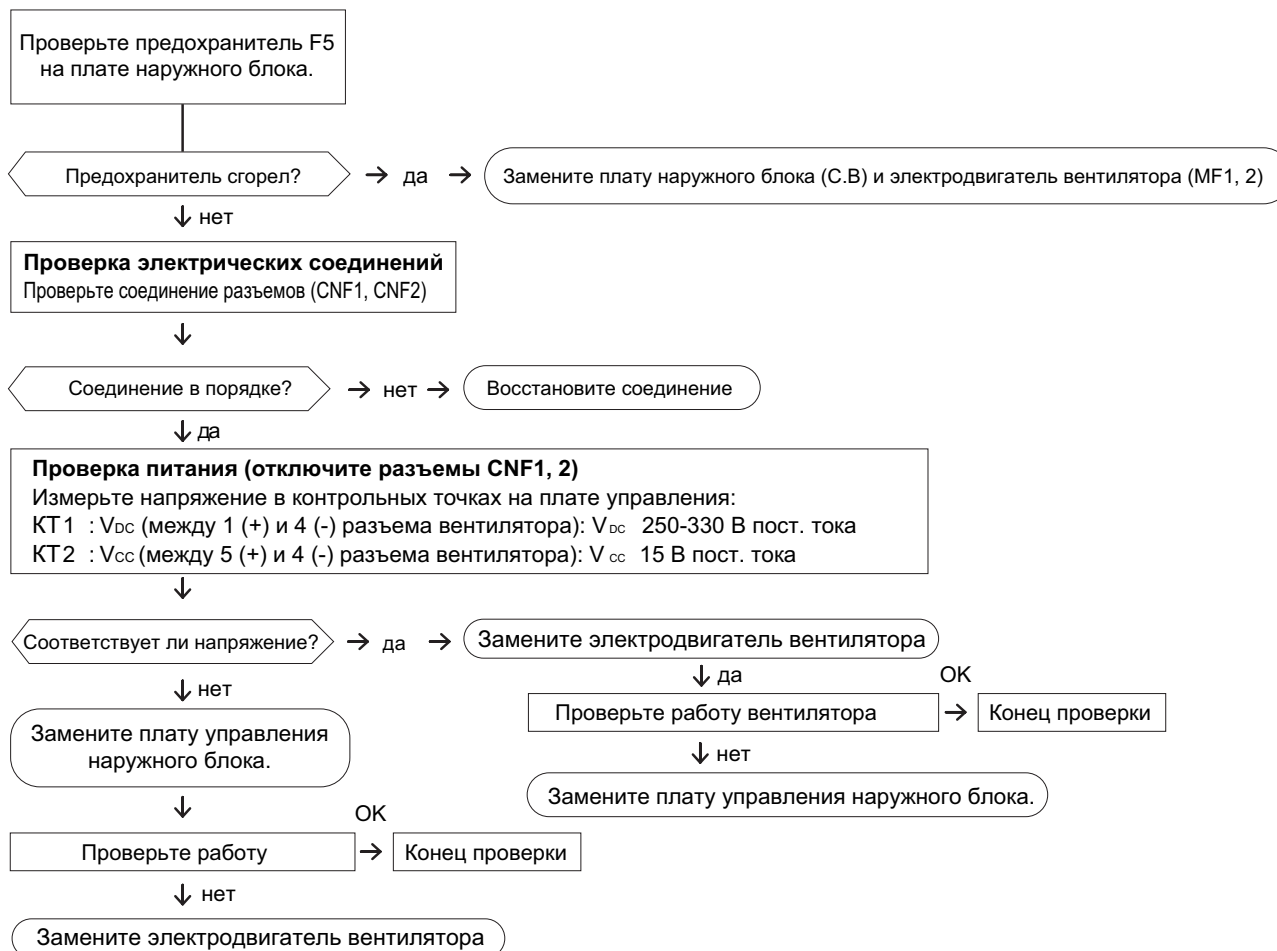 Проверьте предохранитель F5
на плате наружного блока.
Предохранитель сгорел?
да
Замените плату наружного блока (С.В) и электродвигатель вентилятора (MF1, 2)
нет
Проверка электрических соединений
Проверьте соединение разъемов (CNF1, CNF2)
Соединение в порядке?
нет
Восстановите соединение
да
Проверка питания (отключите разъемы CNF1, 2)
Измерьте напряжение в контрольных точках на плате управления:
КТ1 : VDC (между 1 (+) и 4 (-) разъема вентилятора): VDC 250-330 В пост. тока
КТ2 : VCC (между 5 (+) и 4 (-) разъема вентилятора): V CC 15 В пост. тока
Соответствует ли напряжение?
да
Замените электродвигатель вентилятора
да
OK
Проверьте работу вентилятора
Конец проверки
нет
Замените плату управления наружного блока.
нет
Замените плату управления
наружного блока.
OK
Проверьте работу
Конец проверки
нет
Замените электродвигатель вентилятора